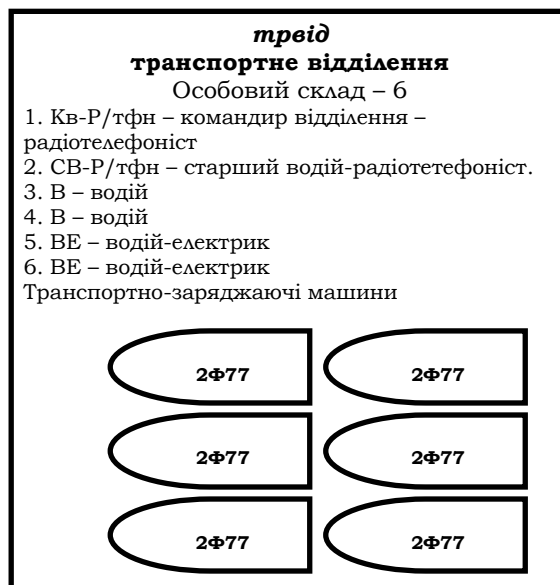 трвід
транспортне відділення
Особовий склад – 6
1. Кв-Р/тфн – командир відділення –
радіотелефоніст
2. СВ-Р/тфн – старший водій-радіотетефоніст.
3. В – водій
4. В – водій
5. ВЕ – водій-електрик
6. ВЕ – водій-електрик
Транспортно-заряджаючі машини
2Ф77 2Ф77
2Ф77 2Ф77
2Ф77 2Ф77